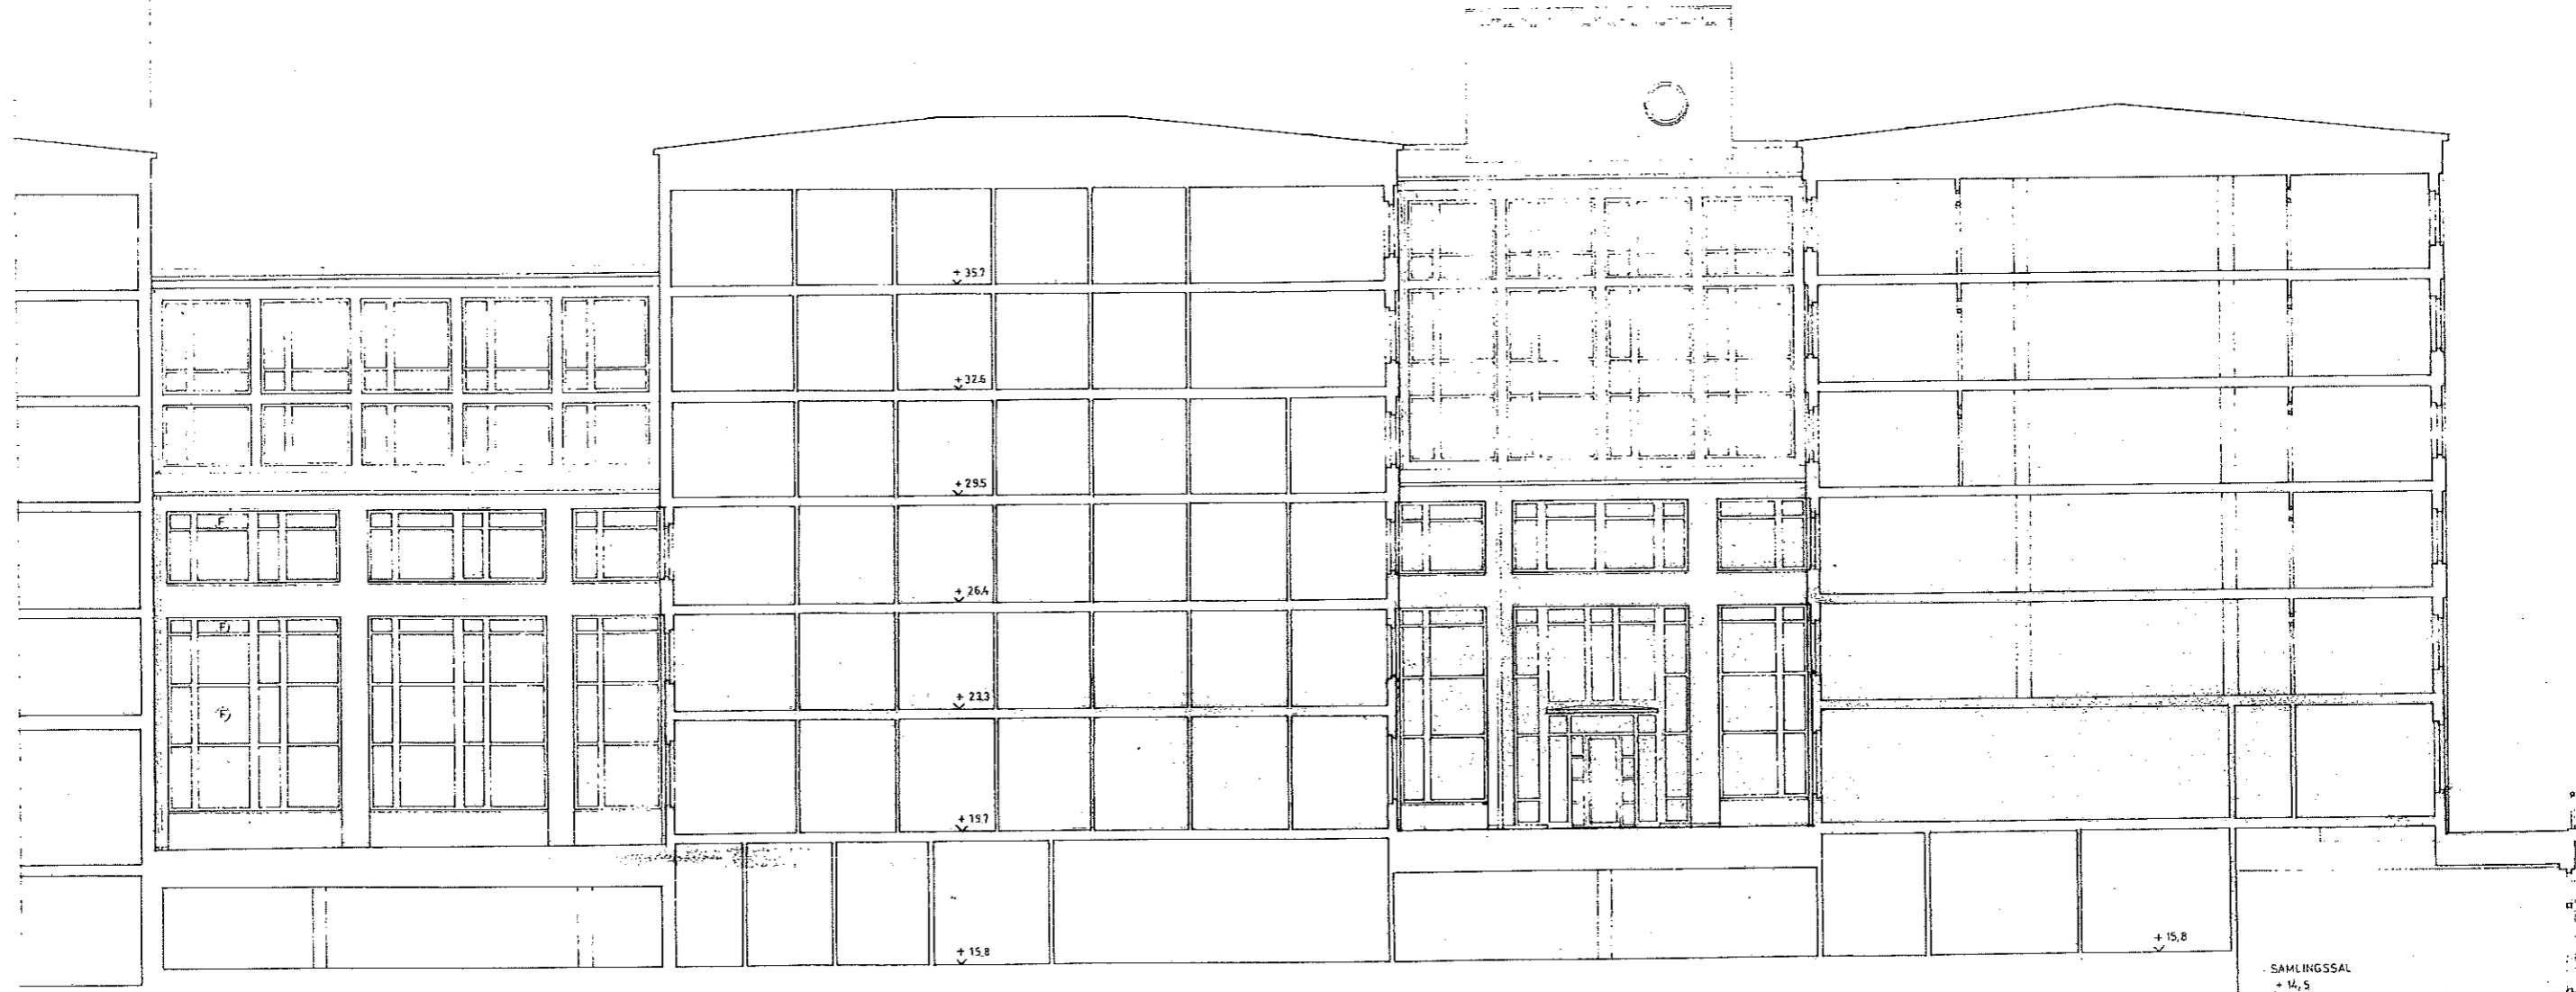 + 35.7
+ 32.6
+ 29.5
F
+ 26.4
F
+ 23.3
F
+ 19.7
+ 15.8
+ 15,8
SAMLINGSSAL
+ 14,5